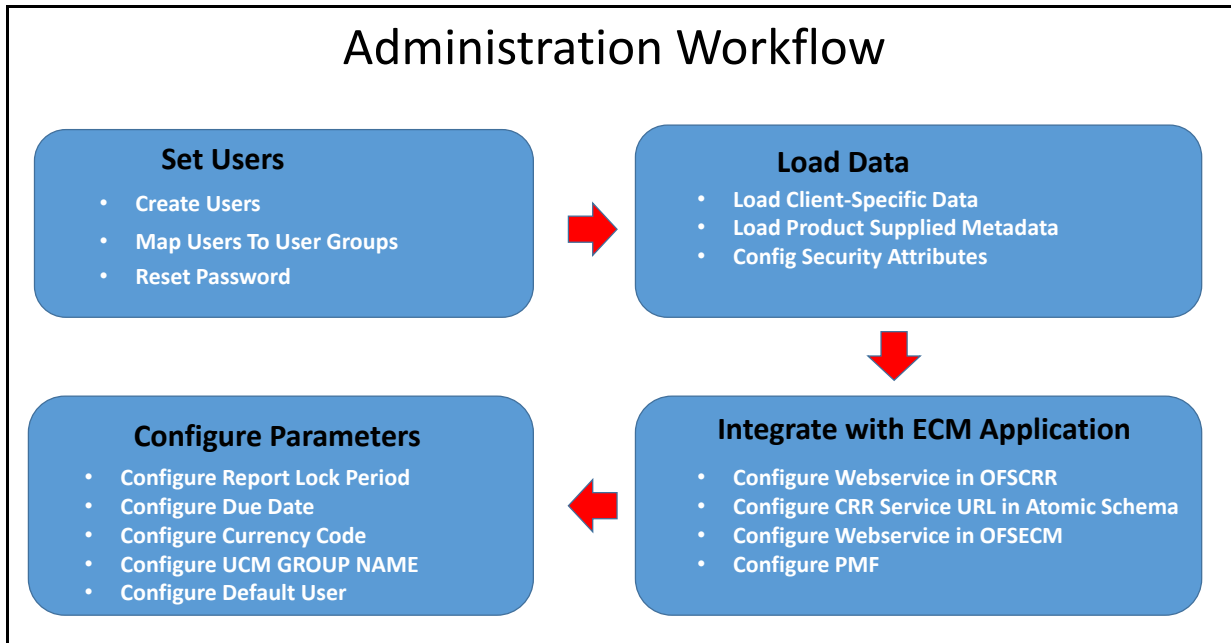 Administration Workflow
Set Users
• Create Users
• Map Users To User Groups
• Reset Password
Load Data
• Load Client-Specific Data
• Load Product Supplied Metadata
• Config Security Attributes
Integrate with ECM Application
• Configure Webservice in OFSCRR
• Configure CRR Service URL in Atomic Schema
• Configure Webservice in OFSECM
• Configure PMF
Configure Parameters
• Configure Report Lock Period
• Configure Due Date
• Configure Currency Code
• Configure UCM GROUP NAME
• Configure Default User